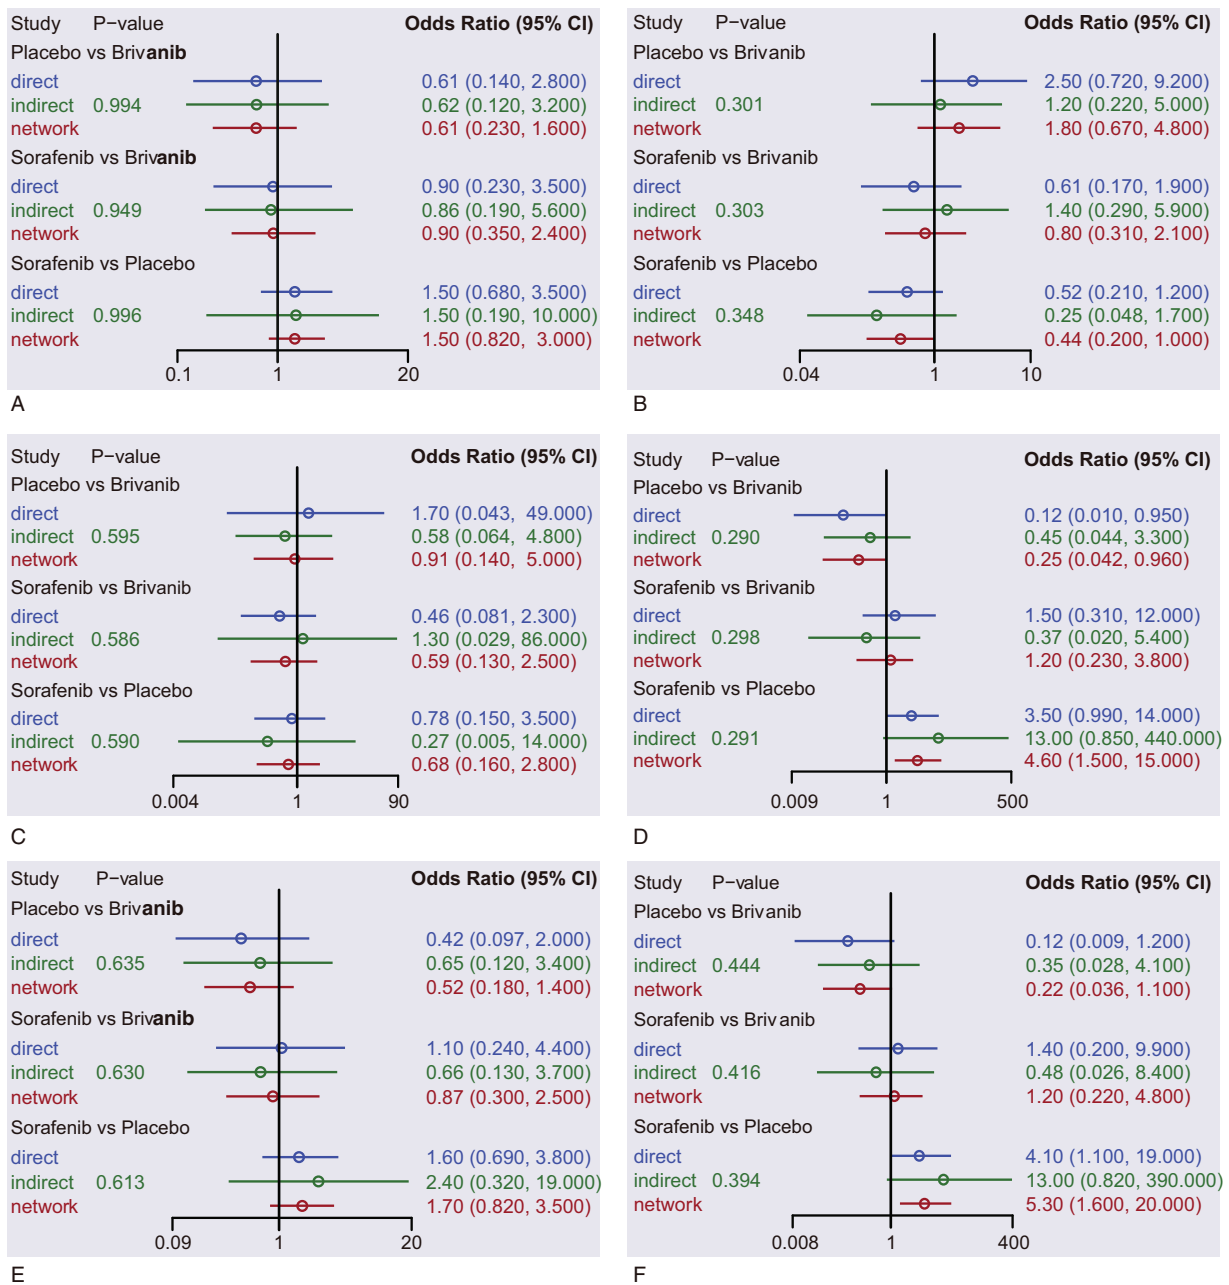 Study P−value Odds Ratio (95% CI)
Placebo vs Brivanib
direct 0.61 (0.140, 2.800)
indirect 0.994 0.62 (0.120, 3.200)
network 0.61 (0.230, 1.600)
Sorafenib vs Brivanib
direct 0.90 (0.230, 3.500)
indirect 0.949 0.86 (0.190, 5.600)
network 0.90 (0.350, 2.400)
Sorafenib vs Placebo
direct 1.50 (0.680, 3.500)
indirect 0.996 1.50 (0.190, 10.000)
network 1.50 (0.820, 3.000)
0.1 1 20
A
Study P−value Odds Ratio (95% CI)
Placebo vs Brivanib
direct 2.50 (0.720, 9.200)
indirect 0.301 1.20 (0.220, 5.000)
network 1.80 (0.670, 4.800)
Sorafenib vs Brivanib
direct 0.61 (0.170, 1.900)
indirect 0.303 1.40 (0.290, 5.900)
network 0.80 (0.310, 2.100)
Sorafenib vs Placebo
direct 0.52 (0.210, 1.200)
indirect 0.348 0.25 (0.048, 1.700)
network 0.44 (0.200, 1.000)
0.04 1 10
B
Study P−value Odds Ratio (95% CI)
Placebo vs Brivanib
direct 1.70 (0.043, 49.000)
indirect 0.595 0.58 (0.064, 4.800)
network 0.91 (0.140, 5.000)
Sorafenib vs Brivanib
direct 0.46 (0.081, 2.300)
indirect 0.586 1.30 (0.029, 86.000)
network 0.59 (0.130, 2.500)
Sorafenib vs Placebo
direct 0.78 (0.150, 3.500)
indirect 0.590 0.27 (0.005, 14.000)
network 0.68 (0.160, 2.800)
0.004 1 90
C
Study P−value Odds Ratio (95% CI)
Placebo vs Brivanib
direct 0.12 (0.010, 0.950)
indirect 0.290 0.45 (0.044, 3.300)
network 0.25 (0.042, 0.960)
Sorafenib vs Brivanib
direct 1.50 (0.310, 12.000)
indirect 0.298 0.37 (0.020, 5.400)
network 1.20 (0.230, 3.800)
Sorafenib vs Placebo
direct 3.50 (0.990, 14.000)
indirect 0.291 13.00 (0.850, 440.000)
network 4.60 (1.500, 15.000)
0.009 1 500
D
Study P−value Odds Ratio (95% CI)
Placebo vs Brivanib
direct 0.42 (0.097, 2.000)
indirect 0.635 0.65 (0.120, 3.400)
network 0.52 (0.180, 1.400)
Sorafenib vs Brivanib
direct 1.10 (0.240, 4.400)
indirect 0.630 0.66 (0.130, 3.700)
network 0.87 (0.300, 2.500)
Sorafenib vs Placebo
direct 1.60 (0.690, 3.800)
indirect 0.613 2.40 (0.320, 19.000)
network 1.70 (0.820, 3.500)
0.09 1 20
E
Study P−value Odds Ratio (95% CI)
Placebo vs Brivanib
direct 0.12 (0.009, 1.200)
indirect 0.444 0.35 (0.028, 4.100)
network 0.22 (0.036, 1.100)
Sorafenib vs Brivanib
direct 1.40 (0.200, 9.900)
indirect 0.416 0.48 (0.026, 8.400)
network 1.20 (0.220, 4.800)
Sorafenib vs Placebo
direct 4.10 (1.100, 19.000)
indirect 0.394 13.00 (0.820, 390.000)
network 5.30 (1.600, 20.000)
0.008 1 400
F